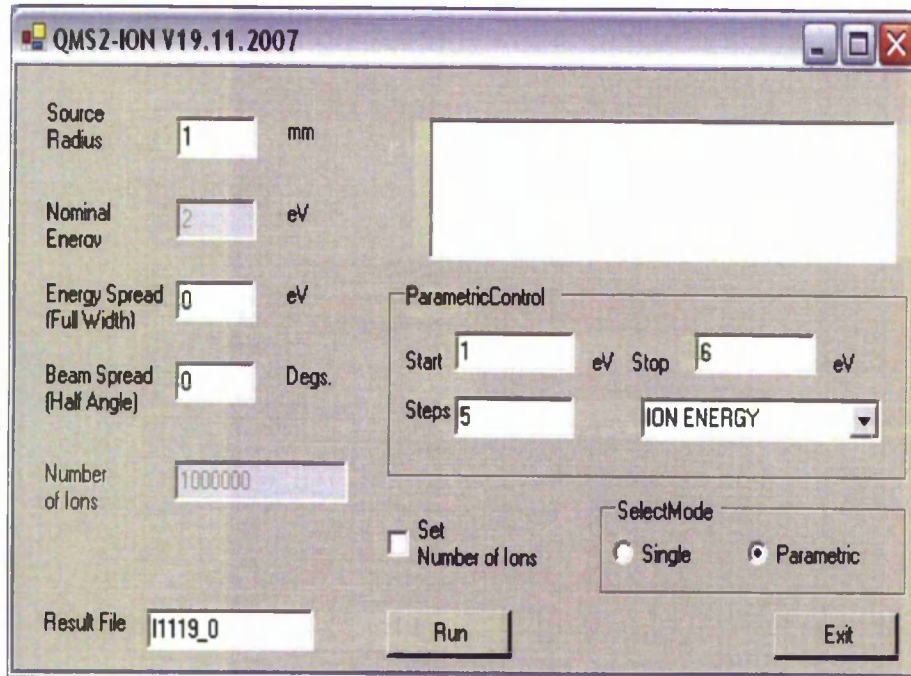 QMS2-ION V19.11.2007
Source
Radius
1
mm
Nominal
Energy
2
eV
Energy Spread
(Full Width)
0
eV
Beam Spread
(Half Angle)
0
Degs.
Number
of Ions
1000000
ParametricControl
Start
1
eV
Stop
6
eV
Steps
5
ION ENERGY
Set
Number of Ions
SelectMode
Single
Parametric
Result File
I1119_0
Run
Exit